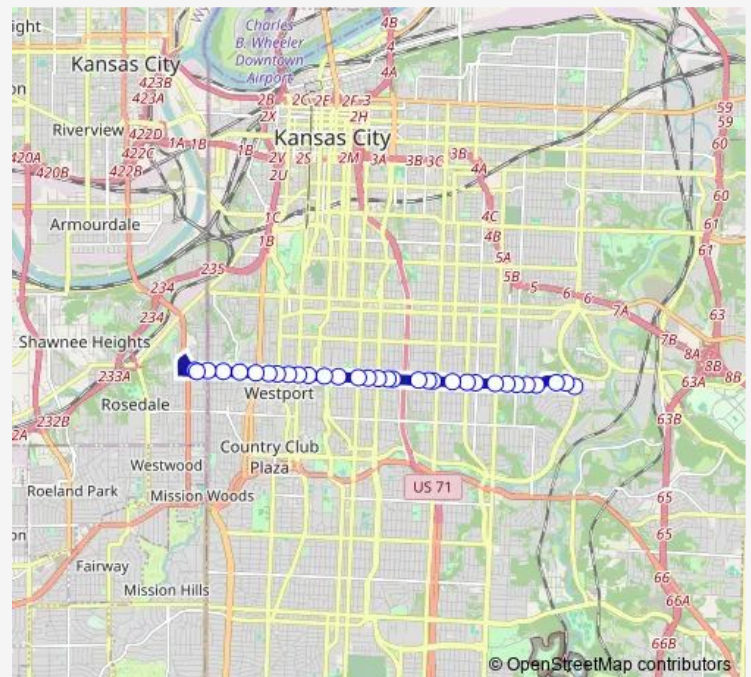 ight
Charles
B. Wheeler
Downtown
Airport
4B
4
4A
Kansas City
423B
423A
2B
2X
2H
59
59
Riverview
422D
422C
422B
1A
1B
1B
Kansas City
2V
2S
2M
3A
3B
3C
3B
4A
60
420A
420B
2U
60
Armourdale
1C
1B
4C
4B
61
61
235
5A
5B
5
6
6
7A
234
234
63
Shawnee Heights
7B
8A
8B
8B
233A
63A
Rosedale
Westport
232B
2A
63B
Country Club
Plaza
Westwood
Roeland Park
Mission Woods
US 71
65
on
65
Fairway
66
Mission Hills
66A
66B
© OpenStreetMap contributors